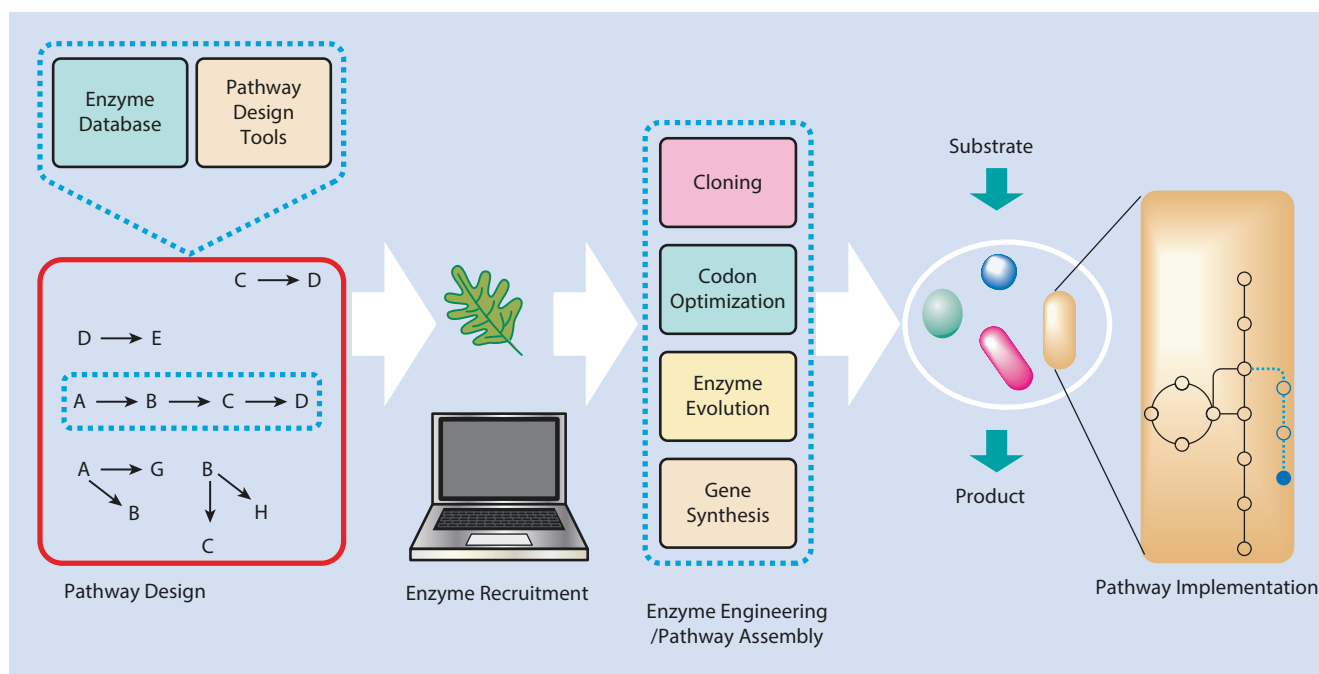 Enzyme
Database
Pathway
Design
Tools
C → D
D → E
A → B → C → D
A → G
B
B
H
C
Pathway Design
Enzyme Recruitment
Cloning
Codon
Optimization
Enzyme
Evolution
Gene
Synthesis
Enzyme Engineering
/Pathway Assembly
Substrate
Product
Pathway Implementation